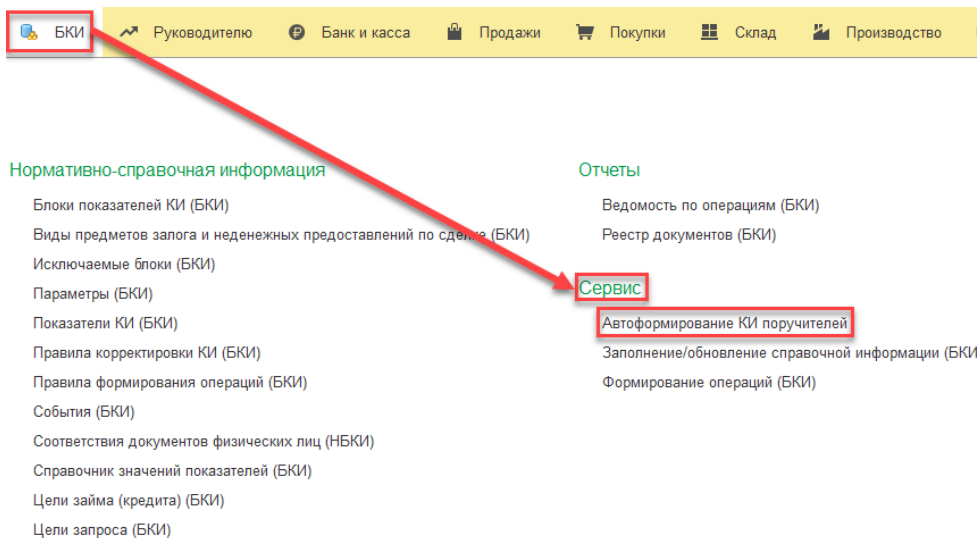 БКИ Руководителю Банк и касса Продажи Покупки Склад Производство
Нормативно-справочная информация
Блоки показателей КИ (БКИ)
Виды предметов залога и неденежных предоставлений по сделке (БКИ)
Исключаемые блоки (БКИ)
Параметры (БКИ)
Показатели КИ (БКИ)
Правила корректировки КИ (БКИ)
Правила формирования операций (БКИ)
События (БКИ)
Соответствия документов физических лиц (НБКИ)
Справочник значений показателей (БКИ)
Цели займа (кредита) (БКИ)
Цели запроса (БКИ)
Отчеты
Ведомость по операциям (БКИ)
Реестр документов (БКИ)
Сервис
Автоформирование КИ поручителей
Заполнение/обновление справочной информации (БКИ
Формирование операций (БКИ)